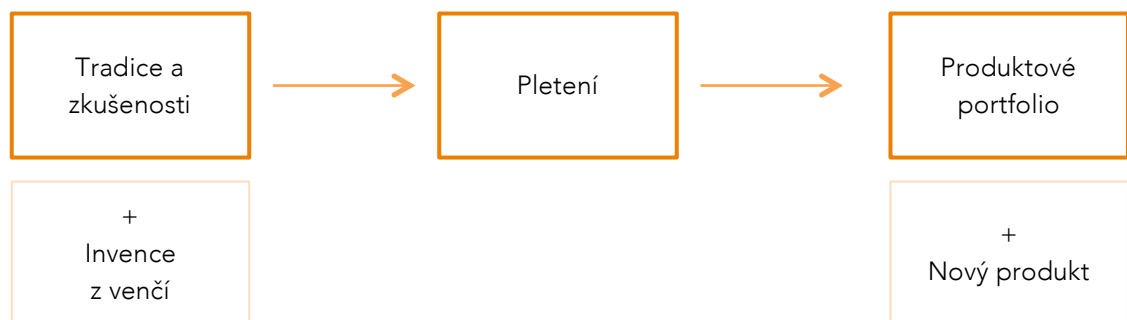 Tradice a
zkušenosti
Pletení
Produktové
portfolio
+
Invence
z venčí
+
Nový produkt